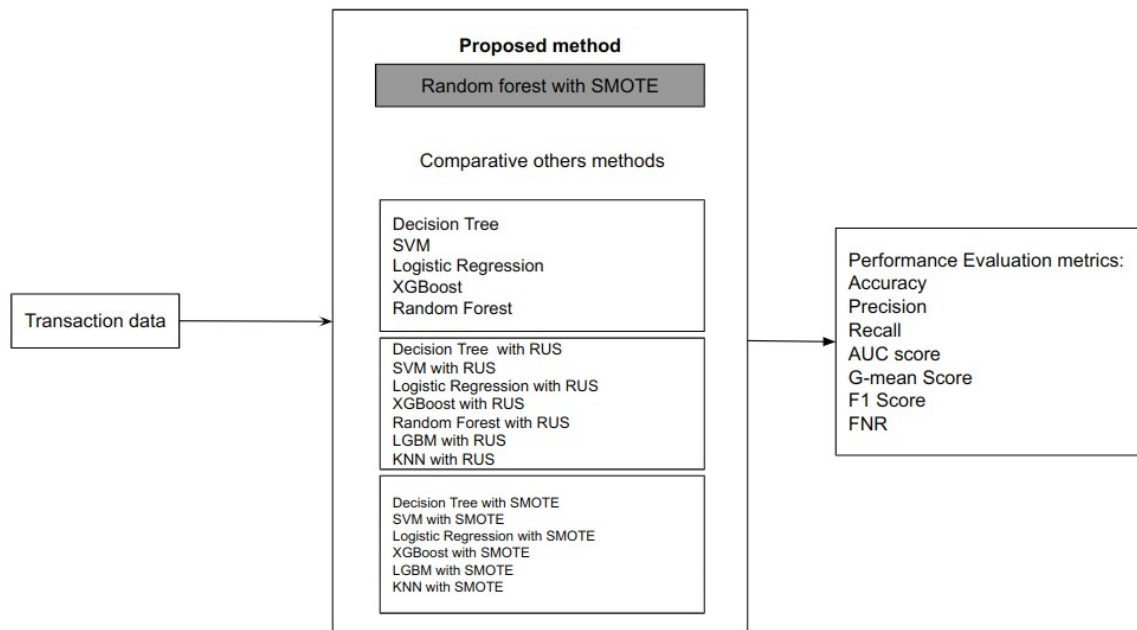 Proposed method
Random forest with SMOTE
Comparative others methods
Decision Tree
SVM
Logistic Regression
XGBoost
Random Forest
Transaction data
Decision Tree with RUS
SVM with RUS
Logistic Regression with RUS
XGBoost with RUS
Random Forest with RUS
LGBM with RUS
KNN with RUS
Decision Tree with SMOTE
SVM with SMOTE
Logistic Regression with SMOTE
XGBoost with SMOTE
LGBM with SMOTE
KNN with SMOTE
Performance Evaluation metrics:
Accuracy
Precision
Recall
AUC score
G-mean Score
F1 Score
FNR